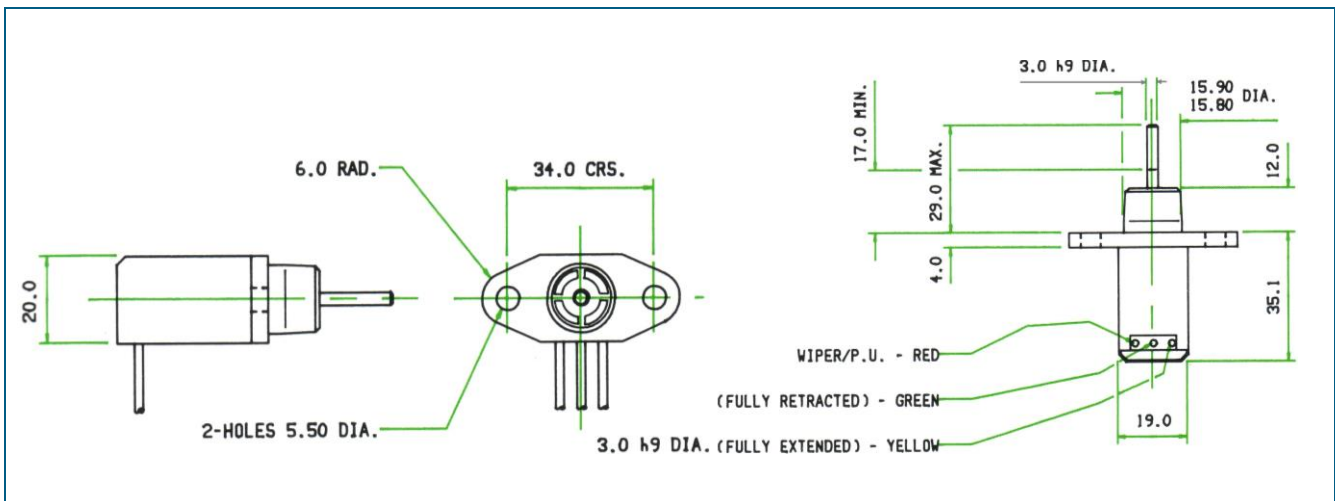 3.0 h9 DIA.
15.90
15.80 DIA.
17.0 MIN.
29.0 MAX.
12.0
6.0 RAD.
34.0 CRS.
20.0
4.0
35.1
WIPER/P.U. - RED
(FULLY RETRACTED) - GREEN
2-HOLES 5.50 DIA.
3.0 h9 DIA. (FULLY EXTENDED) - YELLOW
19.0